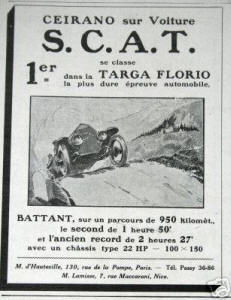 CEIRANO sur Voiture
S.C.A.T.
se classe
1er dans la TARGA FLORIO
la plus dure épreuve automobile.
BATTANT, sur un parcours de 950 Kilomèt.,
le second de 1 heure 50'
et l'ancien record de 2 heures 27'
avec un châssis type 22 HP - 100 × 150
M. d'Hauteville, 130, rue de la Pompe, Paris. — Tél. Passy 36-86
M. Lamisse, 7, rue Maccarani, Nice.